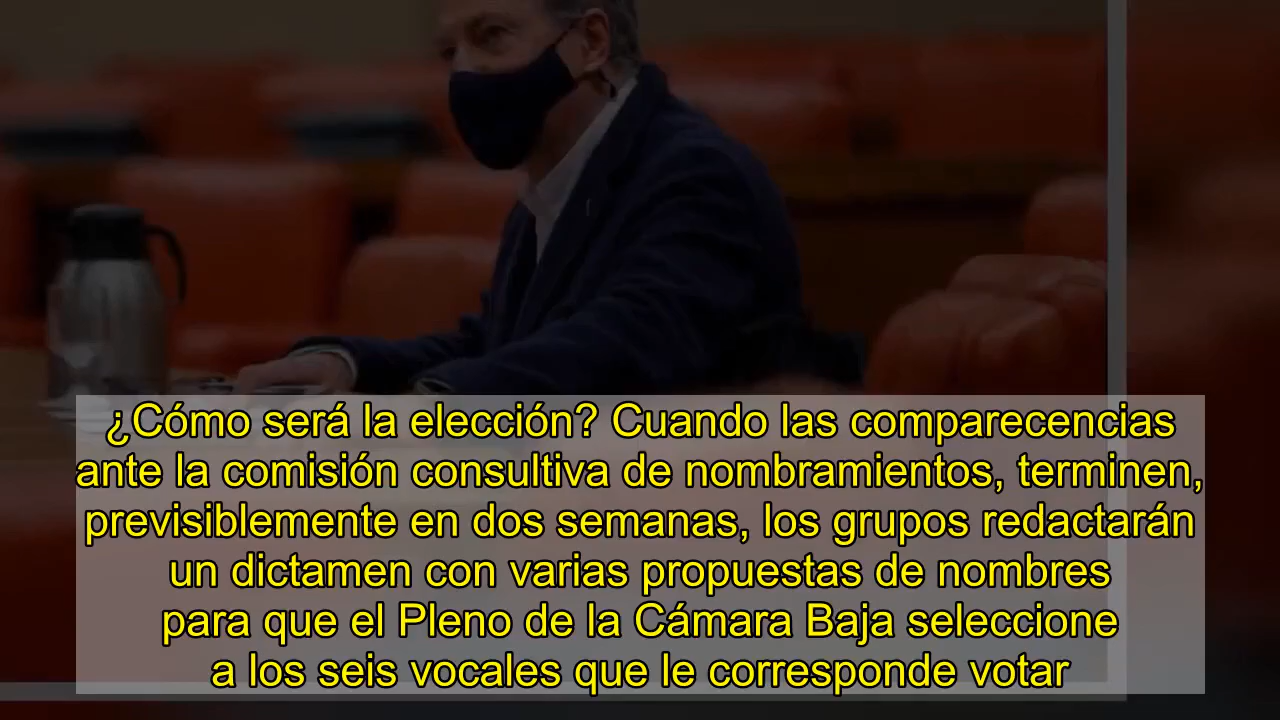 ¿Cómo será la elección? Cuando las comparecencias
ante la comisión consultiva de nombramientos, terminen,
previsiblemente en dos semanas, los grupos redactarán
un dictamen con varias propuestas de nombres
para que el Pleno de la Cámara Baja seleccione
a los seis vocales que le corresponde votar